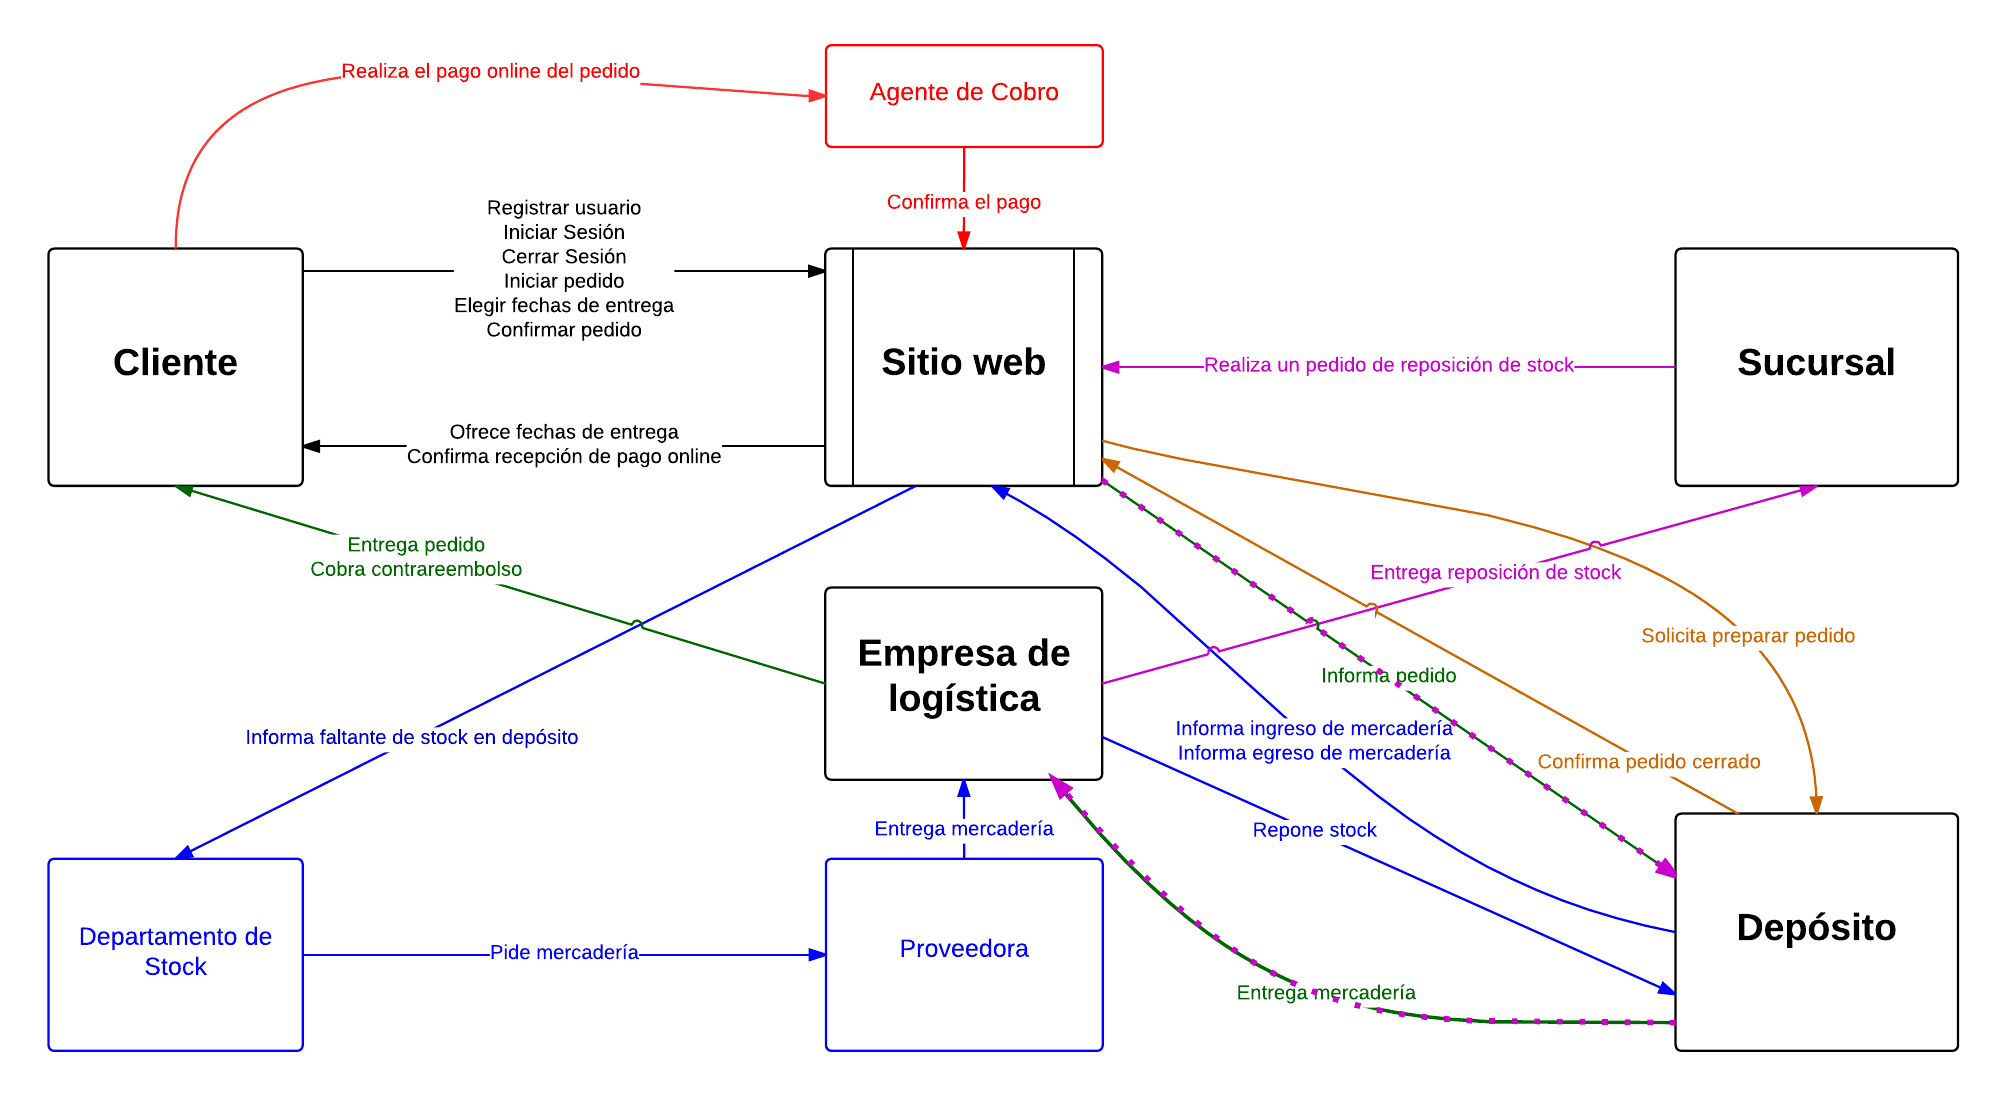 Realiza el pago online del pedido
Agente de Cobro
Confirma el pago
Registrar usuario
Iniciar Sesión
Cerrar Sesión
Iniciar pedido
Elegir fechas de entrega
Confirmar pedido
Cliente
Sitio web
Sucursal
Realiza un pedido de reposición de stock
Ofrece fechas de entrega
Confirma recepción de pago online
Entrega pedido
Cobra contrareembolso
Entrega reposición de stock
Solicita preparar pedido
Empresa de
logística
Informa pedido
Informa faltante de stock en depósito
Informa ingreso de mercadería
Informa egreso de mercadería
Confirma pedido cerrado
Entrega mercadería
Repone stock
Departamento de
Stock
Pide mercadería
Proveedora
Depósito
Entrega mercadería